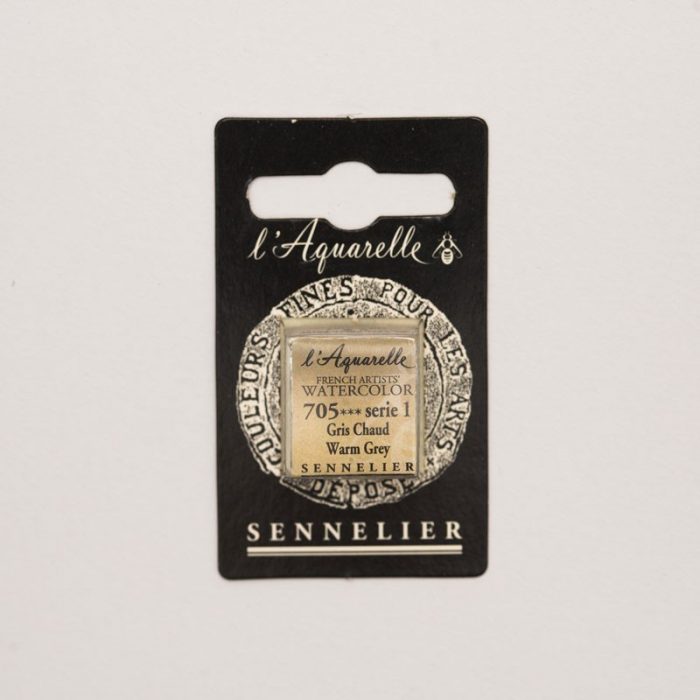 l'Aquarelle
COULEURS FINES POUR LES ARTS
l'Aquarelle
FRENCH ARTISTS'
WATERCOLOR
705*** serie 1
Gris Chaud
Warm Grey
SENNELIER
DÉPOSÉ
SENNELIER